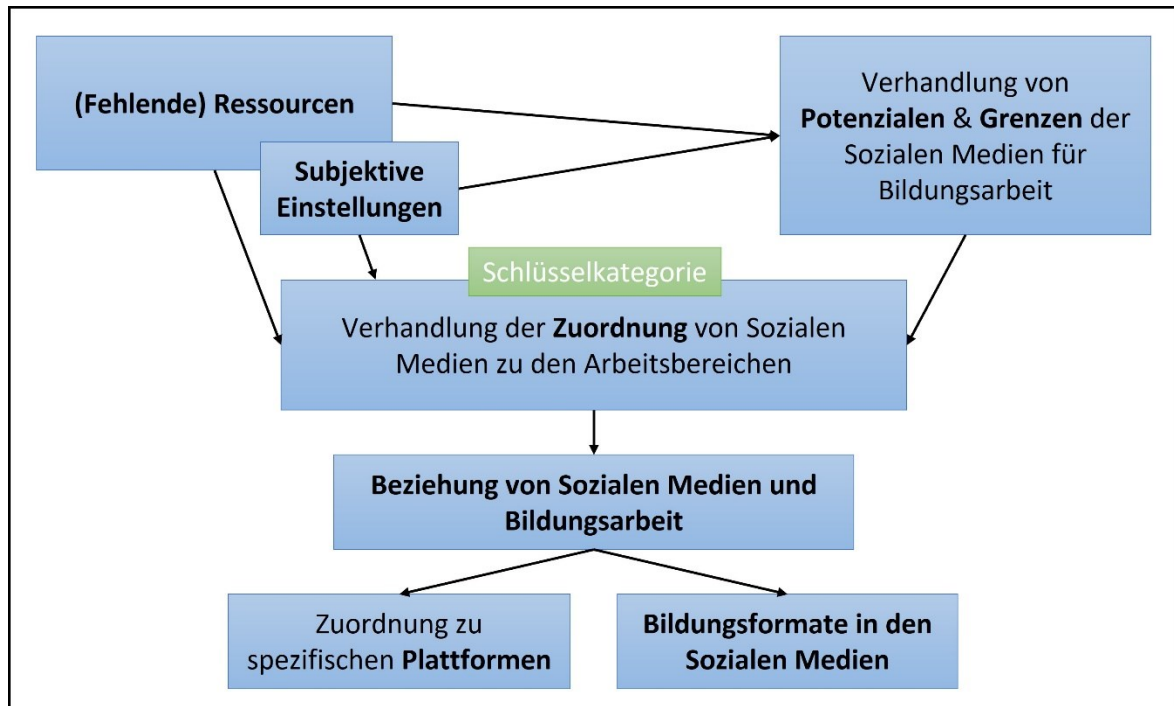 (Fehlende) Ressourcen
Subjektive
Einstellungen
Verhandlung von
Potenzialen & Grenzen der
Sozialen Medien für
Bildungsarbeit
Schlüsselkategorie
Verhandlung der Zuordnung von Sozialen
Medien zu den Arbeitsbereichen
Beziehung von Sozialen Medien und
Bildungsarbeit
Zuordnung zu
spezifischen Plattformen
Bildungsformate in den
Sozialen Medien